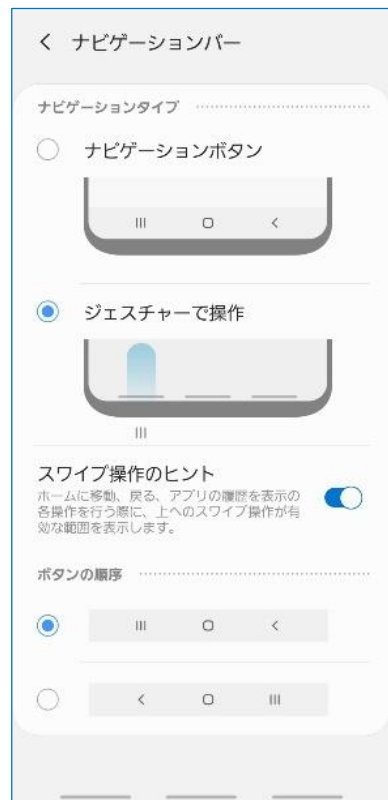 ナビゲーションバー
ナビゲーションタイプ
ナビゲーションボタン
ジェスチャーで操作
スワイプ操作のヒント
ホームに移動、戻る、アプリの履歴を表示の
各操作を行う際に、上へのスワイプ操作が有
効な範囲を表示します。
ボタンの順序